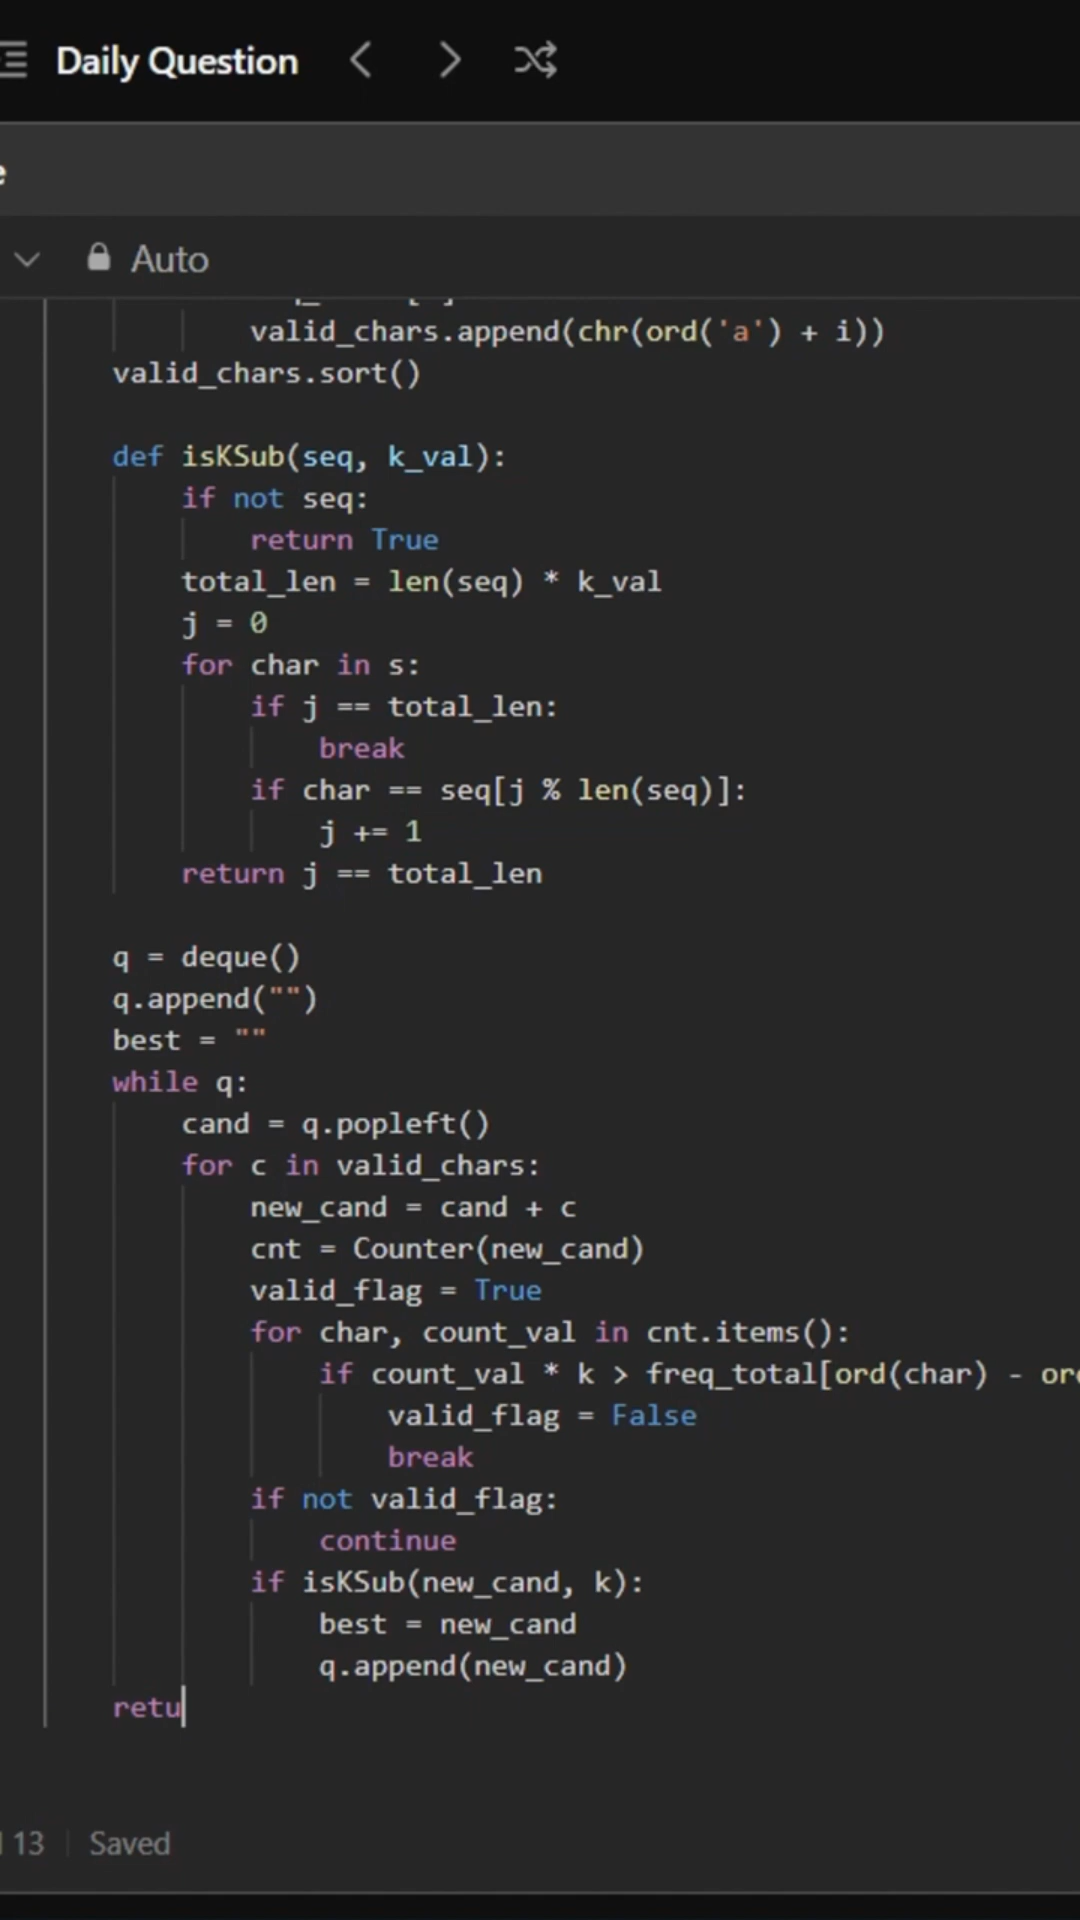 Daily Question
e
Auto
valid_chars.append(chr(ord('a') + i))
valid_chars.sort()
def isKSub(seq, k_val):
if not seq:
return True
total_len = len(seq) * k_val
j = 0
for char in s:
if j == total_len:
break
if char == seq[j % len(seq)]:
j += 1
return j == total_len
q = deque()
q.append("")
best = ""
while q:
cand = q.popleft()
for c in valid_chars:
new_cand = cand + c
cnt = Counter(new_cand)
valid_flag = True
for char, count_val in cnt.items():
if count_val * k > freq_total[ord(char) - or
valid_flag = False
break
if not valid_flag:
continue
if isKSub(new_cand, k):
best = new_cand
q.append(new_cand)
retu
13 Saved